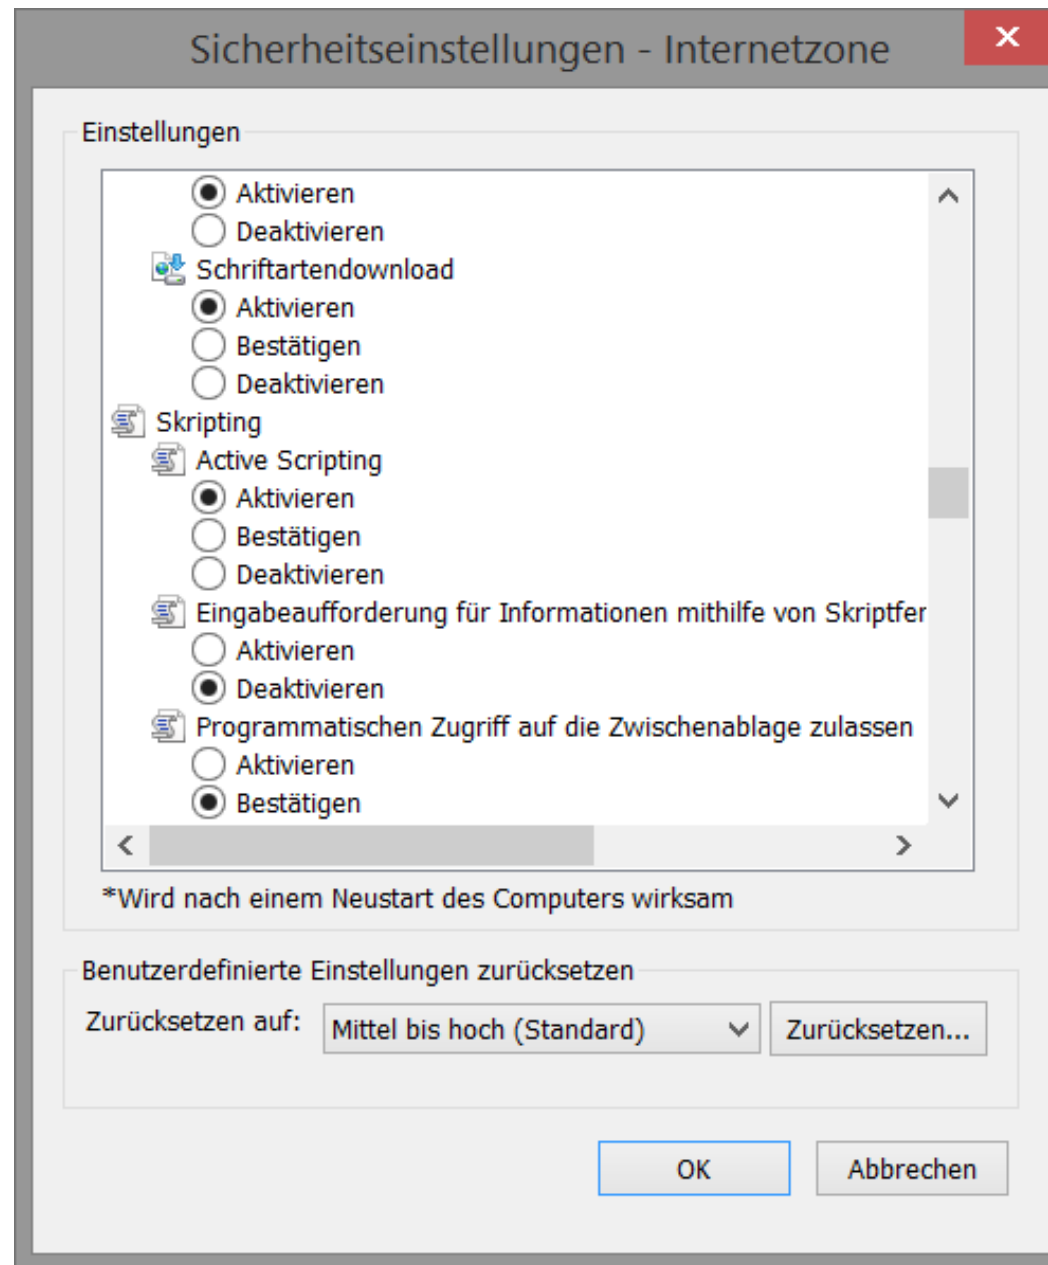 Sicherheitseinstellungen - Internetzone
Einstellungen
Aktivieren
Deaktivieren
Schriftartendownload
Aktivieren
Bestätigen
Deaktivieren
Skripting
Active Scripting
Aktivieren
Bestätigen
Deaktivieren
Eingabeaufforderung für Informationen mithilfe von Skriptfer
Aktivieren
Deaktivieren
Programmatischen Zugriff auf die Zwischenablage zulassen
Aktivieren
Bestätigen
*Wird nach einem Neustart des Computers wirksam
Benutzerdefinierte Einstellungen zurücksetzen
Zurücksetzen auf: Mittel bis hoch (Standard) Zurücksetzen...
OK Abbrechen